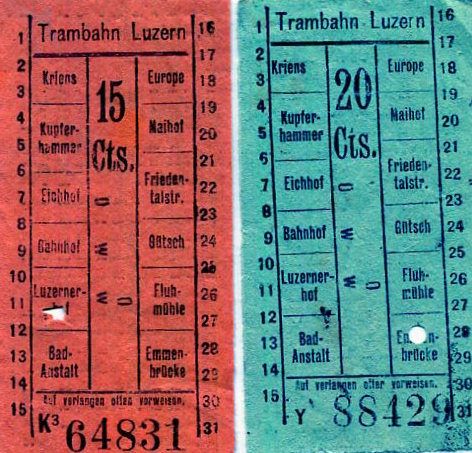 Trambahn Luzern
1
2
3
4
5
6
7
8
9
10
11
12
13
14
15
Kriens
Kupfer-
hammer
Eichhof
Bahnhof
Luzerner-
Bad-
Anstalt
15
Cts.
D
W
W
O
Europe
Maihof
Frieden-
talstr.
Gütsch
Fluh-
mühle
Emmen-
brücke
16
17
18
19
20
21
22
23
24
25
26
27
28
29
30
31
Auf verlangen offen vorweisen.
K3 64831
Trambahn Luzern
1
2
3
4
5
6
7
8
9
10
11
12
13
14
15
Kriens
Kupfer-
hammer
Eichhof
Bahnhof
Luzerner-
hof
Bad-
Anstalt
20
Cts.
D
W
W
O
Europe
Maihof
Frieden-
talstr.
Gütsch
Fluh-
mühle
brücke
16
17
18
19
20
21
22
23
24
25
26
27
28
29
30
31
Auf verlangen offen vorweisen.
Y 88429